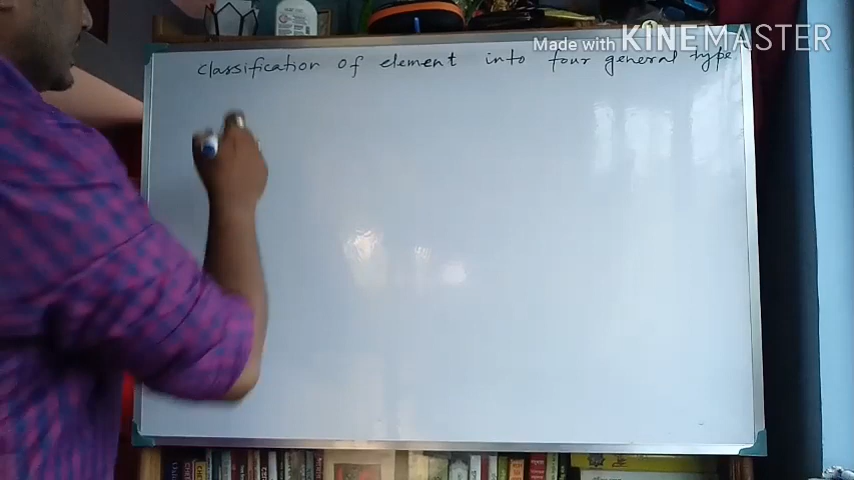 Made with KINEMASTER
classification of element into four general type